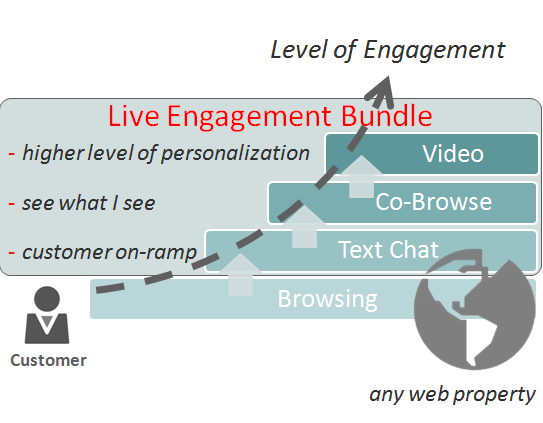 Level of Engagement
Live Engagement Bundle
- higher level of personalization
Video
- see what I see
Co-Browse
- customer on-ramp
Text Chat
Browsing
Customer
any web property